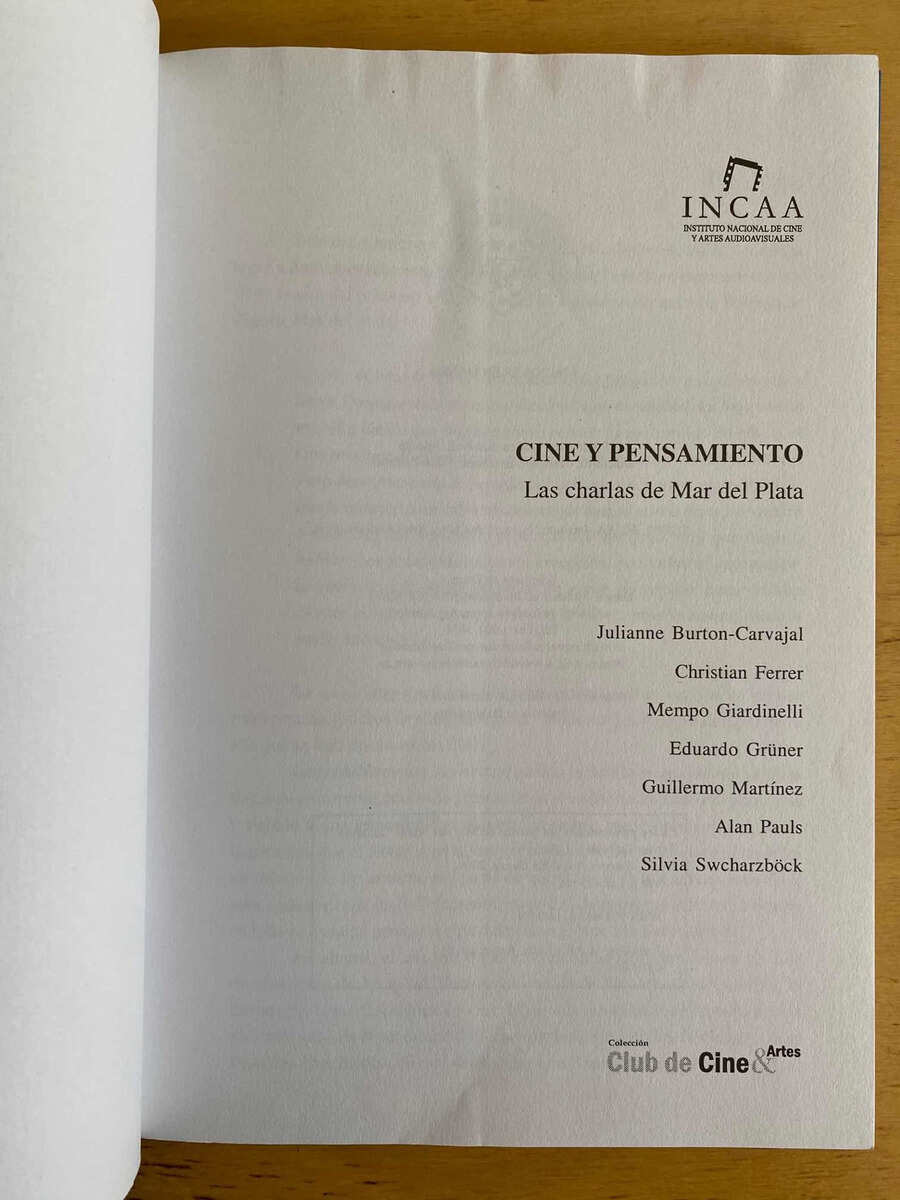 INCAA
INSTITUTO NACIONAL DE CINE
Y ARTES AUDIOAVISUALES
CINE Y PENSAMIENTO
Las charlas de Mar del Plata
Julianne Burton-Carvajal
Christian Ferrer
Mempo Giardinelli
Eduardo Grüner
Guillermo Martínez
Alan Pauls
Silvia Swcharzböck
Colección
Club de Cine & Artes